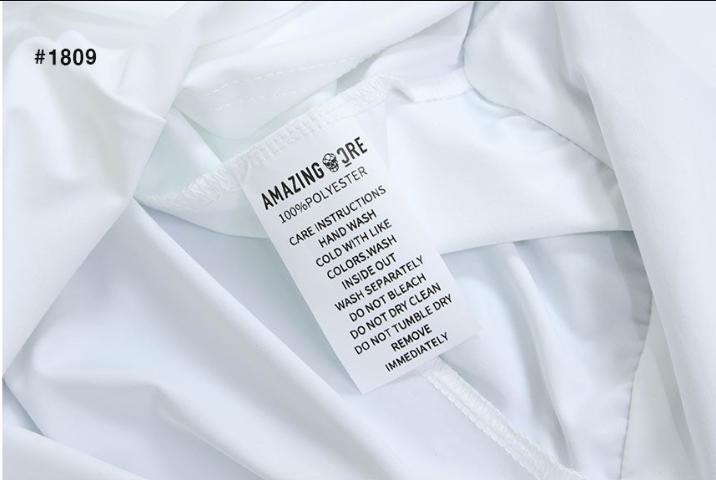 #1809
AMAZING ORE
100%POLYESTER
CARE INSTRUCTIONS
HAND WASH
COLD WITH LIKE
COLORS.WASH
INSIDE OUT
WASH SEPARATELY
DO NOT BLEACH
DO NOT DRY CLEAN
DO NOT TUMBLE DRY
REMOVE
IMMEDIATELY